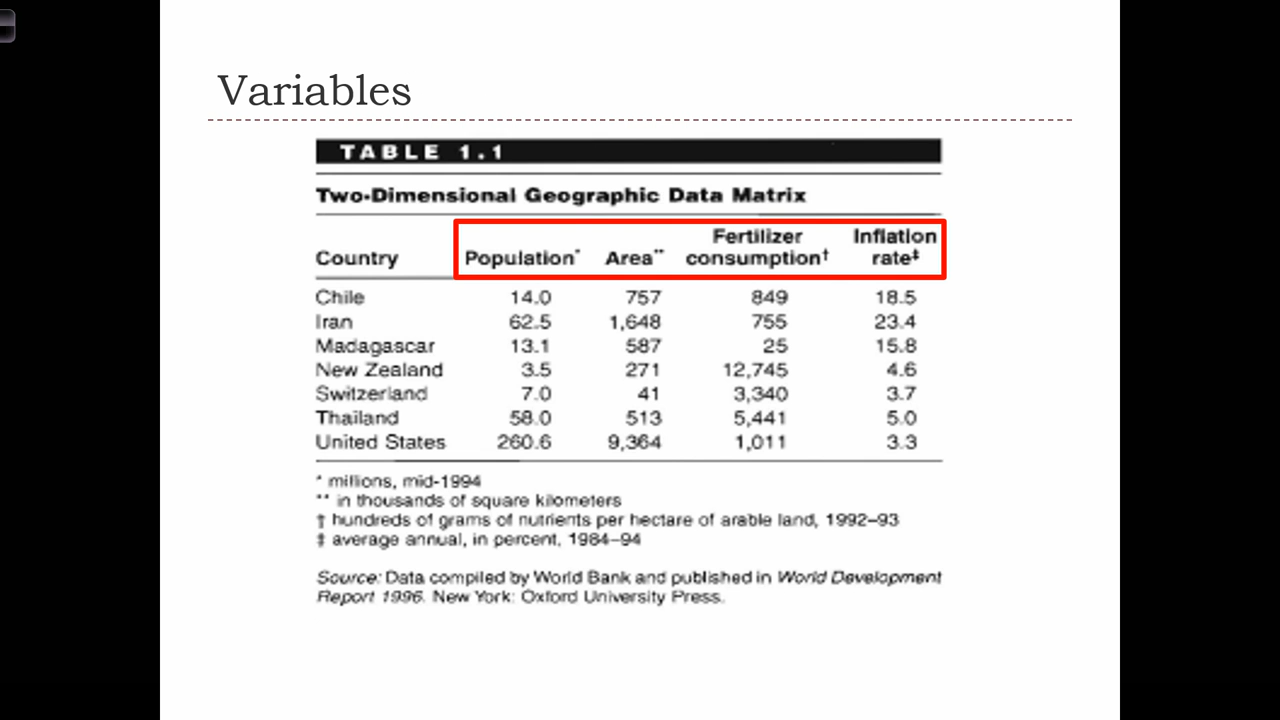 Variables
TABLE 1.1
Two-Dimensional Geographic Data Matrix
Country Population* Area** Fertilizer consumption† Inflation rate‡
Chile 14.0 757 849 18.5
Iran 62.5 1,648 755 23.4
Madagascar 13.1 587 25 15.8
New Zealand 3.5 271 12,745 4.6
Switzerland 7.0 41 3,340 3.7
Thailand 58.0 513 5,441 5.0
United States 260.6 9,364 1,011 3.3
* millions, mid-1994
** in thousands of square kilometers
† hundreds of grams of nutrients per hectare of arable land, 1992–93
‡ average annual, in percent, 1984–94
Source: Data compiled by World Bank and published in World Development
Report 1996. New York: Oxford University Press.